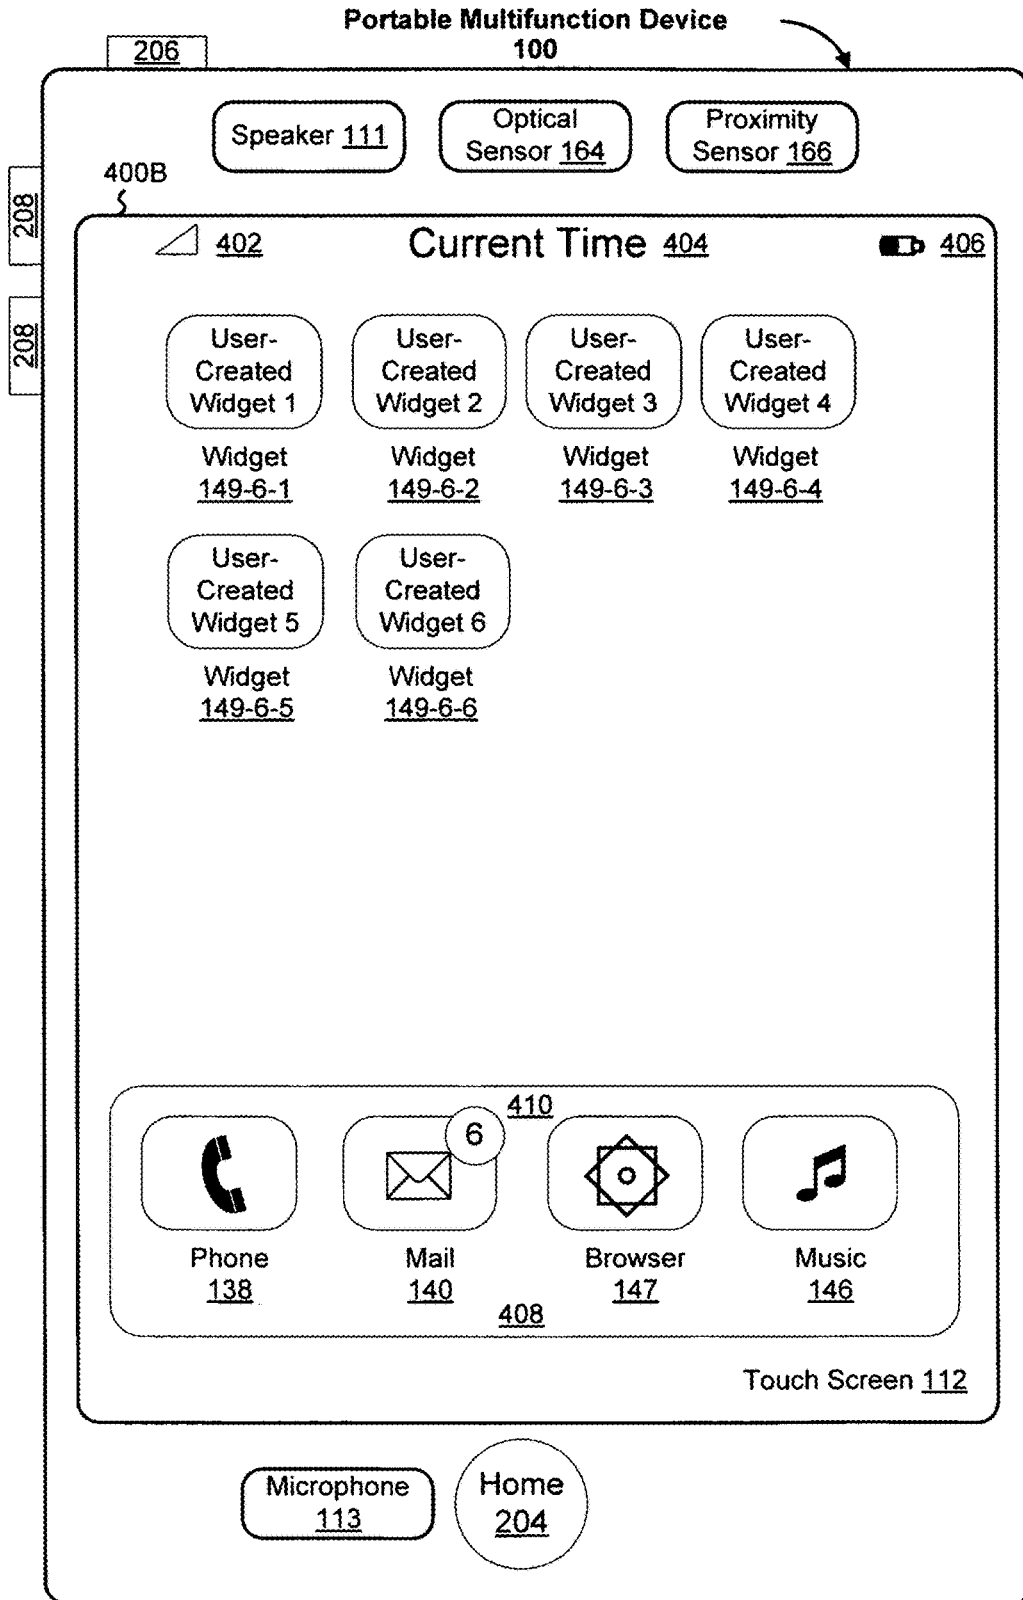 Portable Multifunction Device
100
206
Speaker 111
Optical
Sensor 164
Proximity
Sensor 166
400B
208
208
402
Current Time 404
406
User-
Created
Widget 1
User-
Created
Widget 2
User-
Created
Widget 3
User-
Created
Widget 4
Widget
149-6-1
Widget
149-6-2
Widget
149-6-3
Widget
149-6-4
User-
Created
Widget 5
User-
Created
Widget 6
Widget
149-6-5
Widget
149-6-6
410
6
Phone
138
Mail
140
Browser
147
Music
146
408
Touch Screen 112
Microphone
113
Home
204